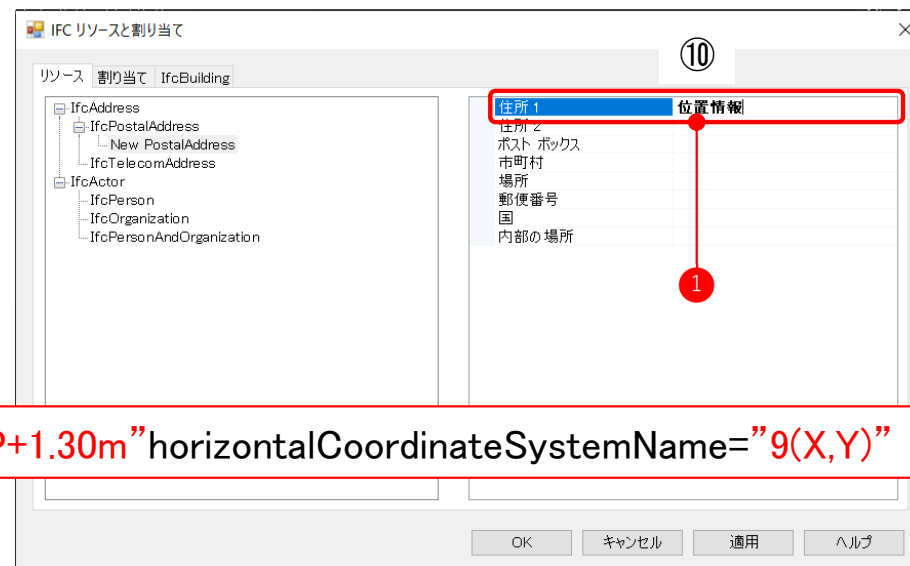 IFC リソースと割り当て
⑩
リソース 割り当て IfcBuilding
IfcAddress
IfcPostalAddress
New PostalAddress
IfcTelecomAddress
IfcActor
IfcPerson
IfcOrganization
IfcPersonAndOrganization
住所 1 位置情報
住所 2
ポスト ボックス
市町村
場所
郵便番号
国
内部の場所
1
P+1.30m”horizontalCoordinateSystemName=”9(X,Y)”
OK キャンセル 適用 ヘルプ